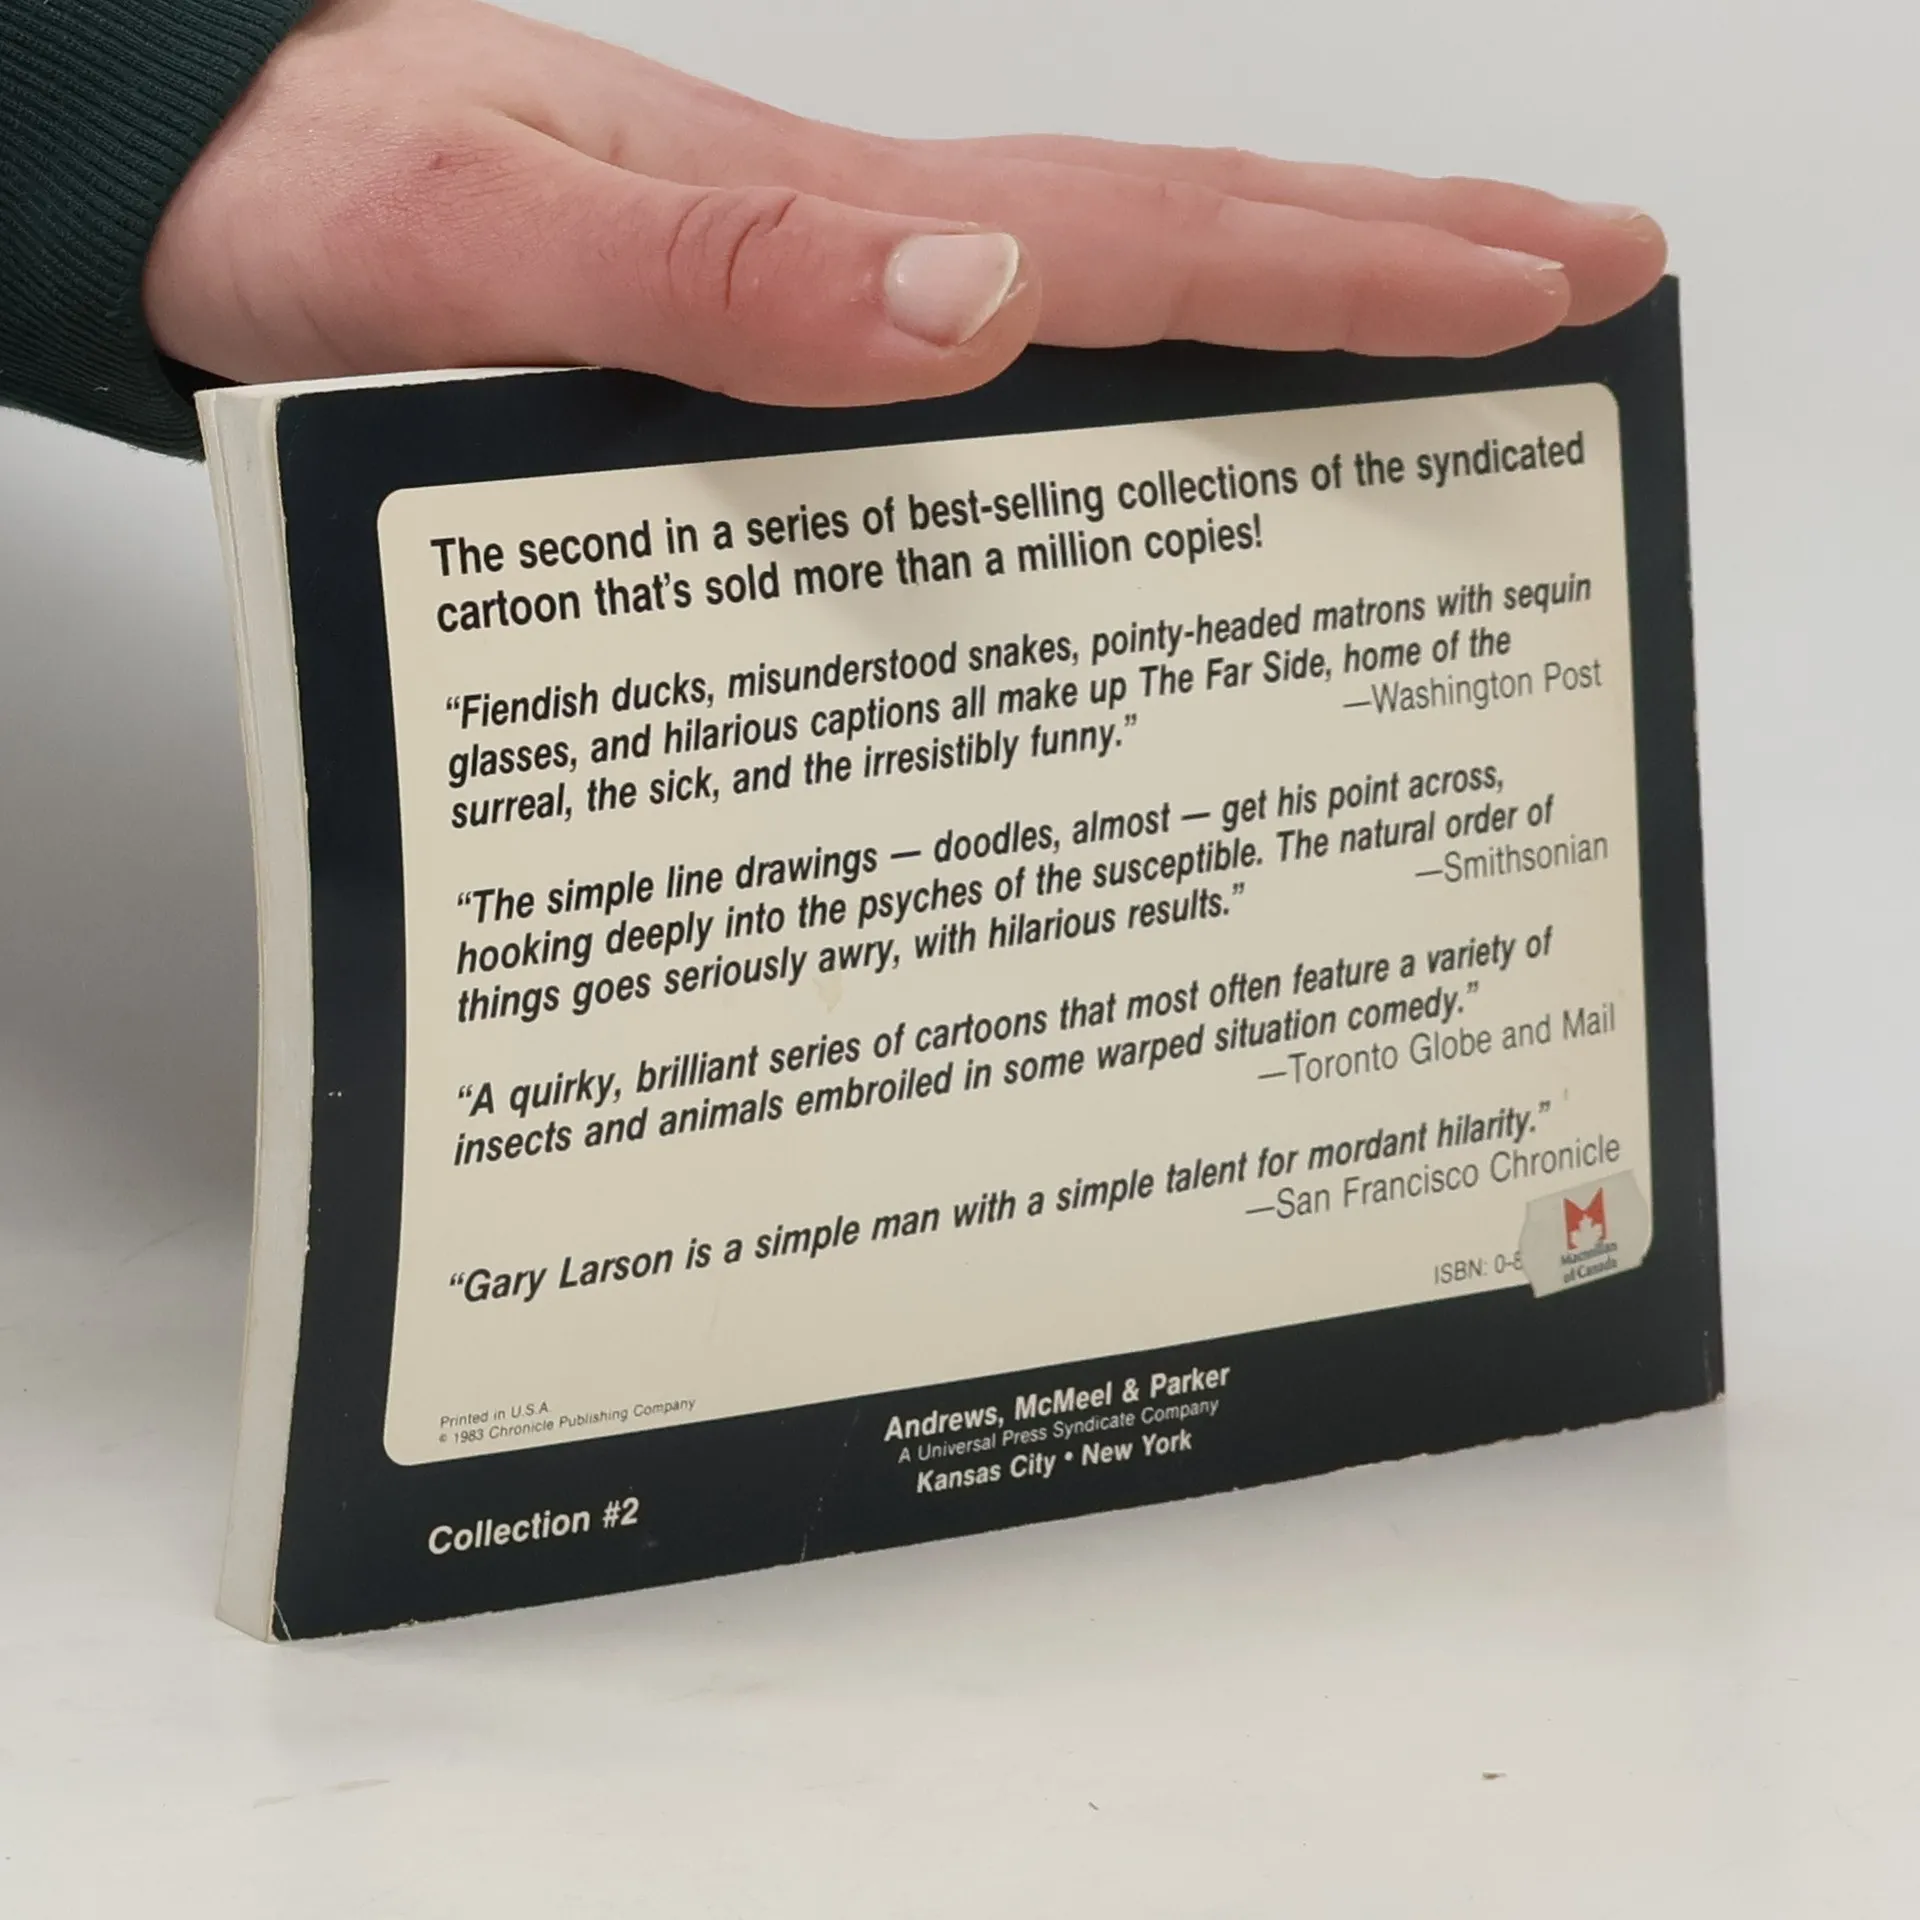 The second in a series of best-selling collections of the syndicated
cartoon that's sold more than a million copies!
“Fiendish ducks, misunderstood snakes, pointy-headed matrons with sequin
glasses, and hilarious captions all make up The Far Side, home of the
surreal, the sick, and the irresistibly funny.”
—Washington Post
“The simple line drawings — doodles, almost — get his point across,
hooking deeply into the psyches of the susceptible. The natural order of
things goes seriously awry, with hilarious results.”
—Smithsonian
“A quirky, brilliant series of cartoons that most often feature a variety of
insects and animals embroiled in some warped situation comedy.”
—Toronto Globe and Mail
“Gary Larson is a simple man with a simple talent for mordant hilarity.”
—San Francisco Chronicle
ISBN: 0-8
Macmillan
of Canada
Printed in U.S.A.
© 1983 Chronicle Publishing Company
Andrews, McMeel & Parker
A Universal Press Syndicate Company
Kansas City • New York
Collection #2